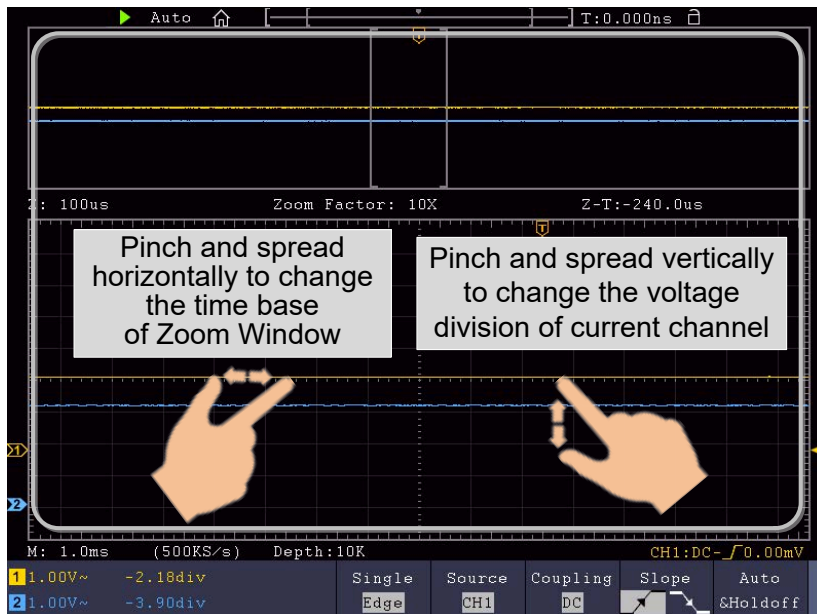 Auto T:0.000ns
T
Z: 100us Zoom Factor: 10X Z-T:-240.0us
T
Pinch and spread
horizontally to change
the time base
of Zoom Window
Pinch and spread vertically
to change the voltage
division of current channel
1
2
M: 1.0ms (500KS/s) Depth:10K CH1:DC- 0.00mV
1 1.00V~ -2.18div Single Source Coupling Slope Auto
2 1.00V~ -3.90div Edge CH1 DC &Holdoff